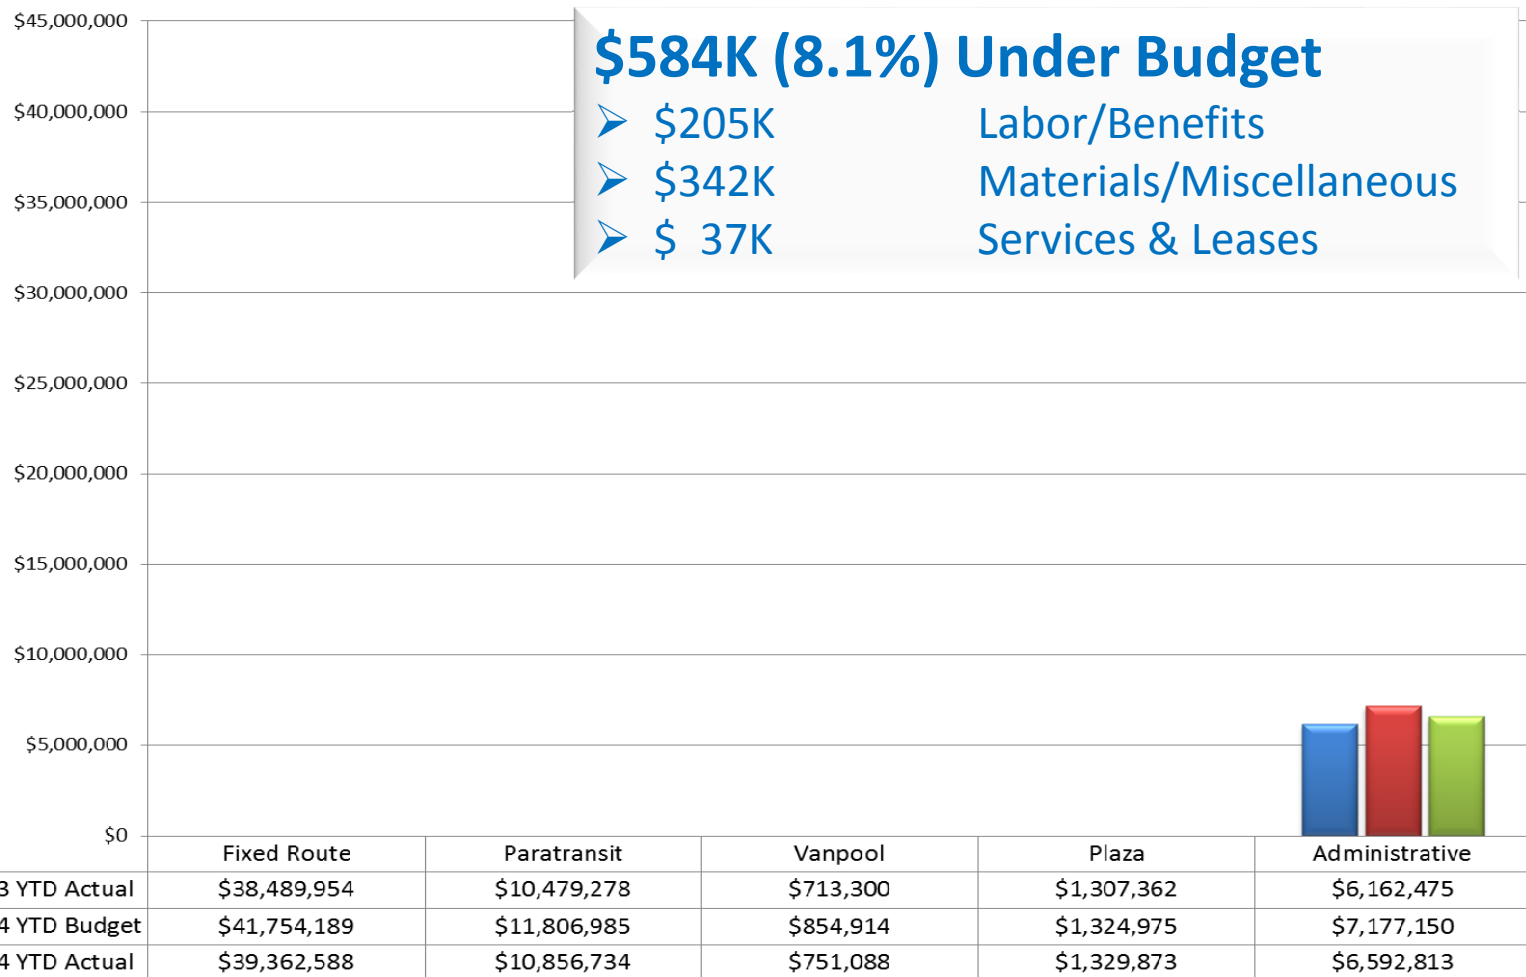 $45,000,000
$584K (8.1%) Under Budget
$40,000,000
➢ $205K Labor/Benefits
➢ $342K Materials/Miscellaneous
$35,000,000
➢ $ 37K Services & Leases
$30,000,000
$25,000,000
$20,000,000
$15,000,000
$10,000,000
$5,000,000
$0
Fixed Route Paratransit Vanpool Plaza Administrative
3 YTD Actual $38,489,954 $10,479,278 $713,300 $1,307,362 $6,162,475
4 YTD Budget $41,754,189 $11,806,985 $854,914 $1,324,975 $7,177,150
4 YTD Actual $39,362,588 $10,856,734 $751,088 $1,329,873 $6,592,813